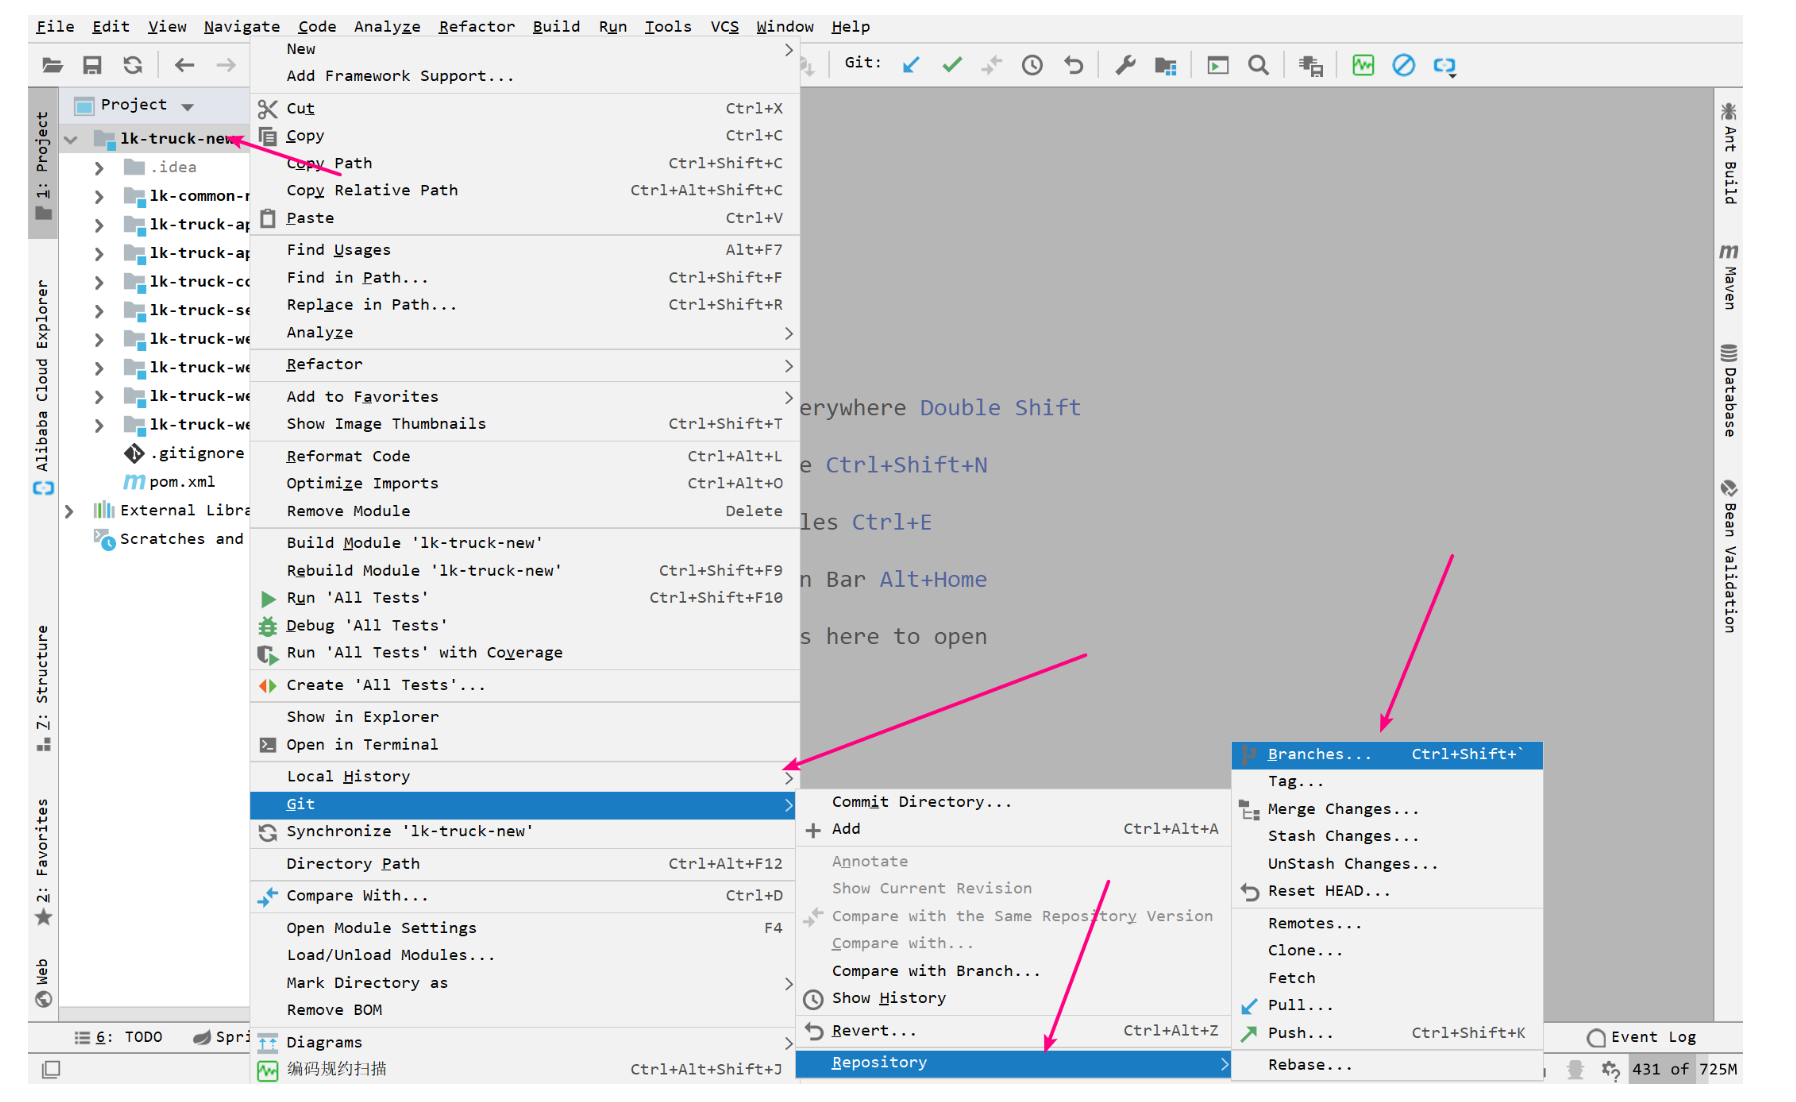 File Edit View Navigate Code Analyze Refactor Build Run Tools VCS Window Help
Git:
Project
1: Project
Alibaba Cloud Explorer
7: Structure
2: Favorites
Web
lk-truck-new
.idea
lk-common-
lk-truck-ap
lk-truck-ap
lk-truck-co
lk-truck-se
lk-truck-we
lk-truck-we
lk-truck-we
lk-truck-we
.gitignore
pom.xml
External Libra
Scratches and
New
Add Framework Support...
Cut Ctrl+X
Copy Ctrl+C
Copy Path Ctrl+Shift+C
Copy Relative Path Ctrl+Alt+Shift+C
Paste Ctrl+V
Find Usages Alt+F7
Find in Path... Ctrl+Shift+F
Replace in Path... Ctrl+Shift+R
Analyze
Refactor
Add to Favorites
Show Image Thumbnails Ctrl+Shift+T
Reformat Code Ctrl+Alt+L
Optimize Imports Ctrl+Alt+O
Remove Module Delete
Build Module 'lk-truck-new'
Rebuild Module 'lk-truck-new' Ctrl+Shift+F9
Run 'All Tests' Ctrl+Shift+F10
Debug 'All Tests'
Run 'All Tests' with Coverage
Create 'All Tests'...
Show in Explorer
Open in Terminal
Local History
Git
Synchronize 'lk-truck-new'
Directory Path Ctrl+Alt+F12
Compare With... Ctrl+D
Open Module Settings F4
Load/Unload Modules...
Mark Directory as
Remove BOM
Diagrams
编码规约扫描 Ctrl+Alt+Shift+J
erywhere Double Shift
e Ctrl+Shift+N
les Ctrl+E
n Bar Alt+Home
s here to open
Commit Directory...
Add Ctrl+Alt+A
Annotate
Show Current Revision
Compare with the Same Repository Version
Compare with...
Compare with Branch...
Show History
Revert... Ctrl+Alt+Z
Repository
Branches... Ctrl+Shift+`
Tag...
Merge Changes...
Stash Changes...
UnStash Changes...
Reset HEAD...
Remotes...
Clone...
Fetch
Pull...
Push... Ctrl+Shift+K
Rebase...
Ant Build
Maven
Database
Bean Validation
6: TODO Spri
Event Log
431 of 725M